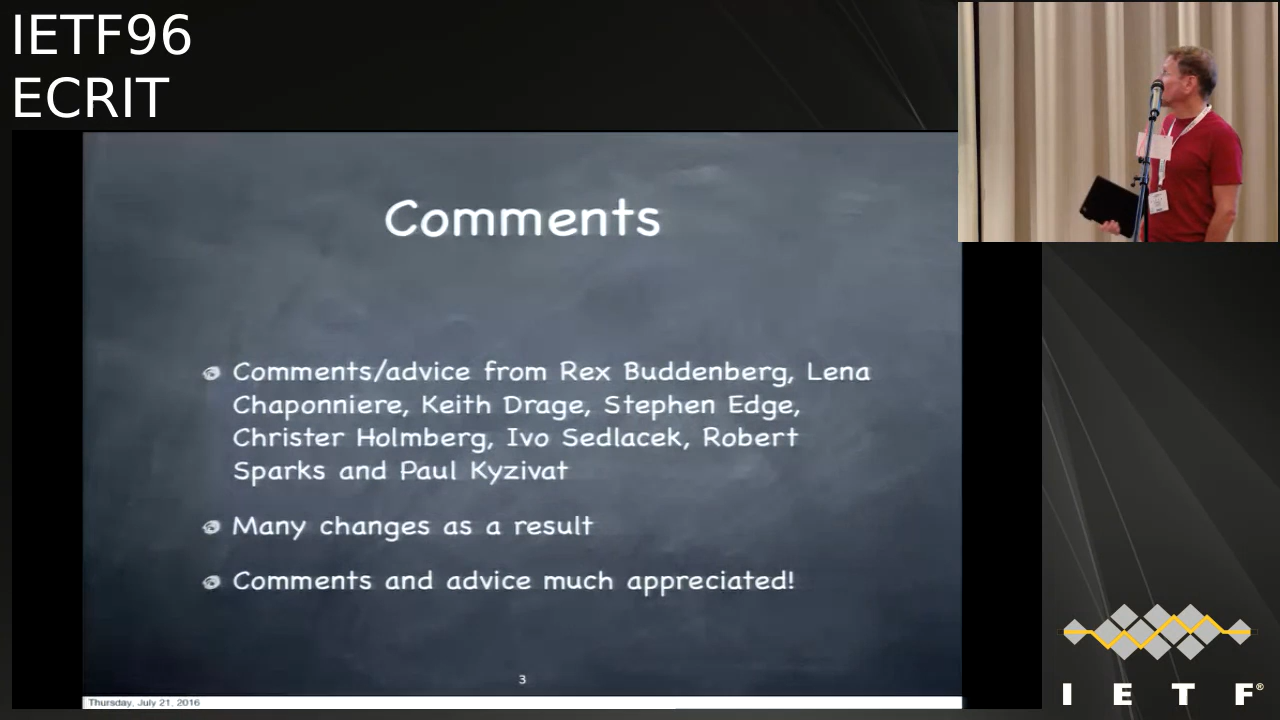 IETF96
ECRIT
Comments
Comments/advice from Rex Buddenberg, Lena
Chaponniere, Keith Drage, Stephen Edge,
Christer Holmberg, Ivo Sedlacek, Robert
Sparks and Paul Kyzivat
Many changes as a result
Comments and advice much appreciated!
3
Thursday, July 21, 2016
I E T F®